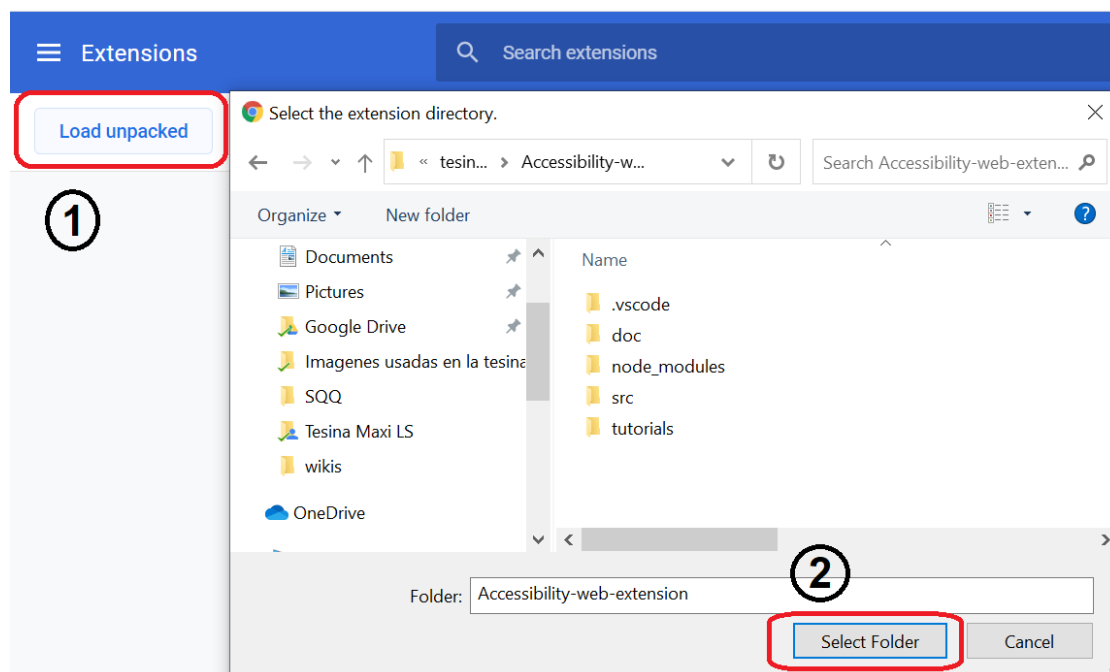 Extensions
Search extensions
Load unpacked
1
Select the extension directory.
« tesin... › Accessibility-w...
Search Accessibility-web-exten...
Organize
New folder
Documents
Pictures
Google Drive
Imagenes usadas en la tesina
SQQ
Tesina Maxi LS
wikis
OneDrive
Name
.vscode
doc
node_modules
src
tutorials
2
Folder: Accessibility-web-extension
Select Folder
Cancel